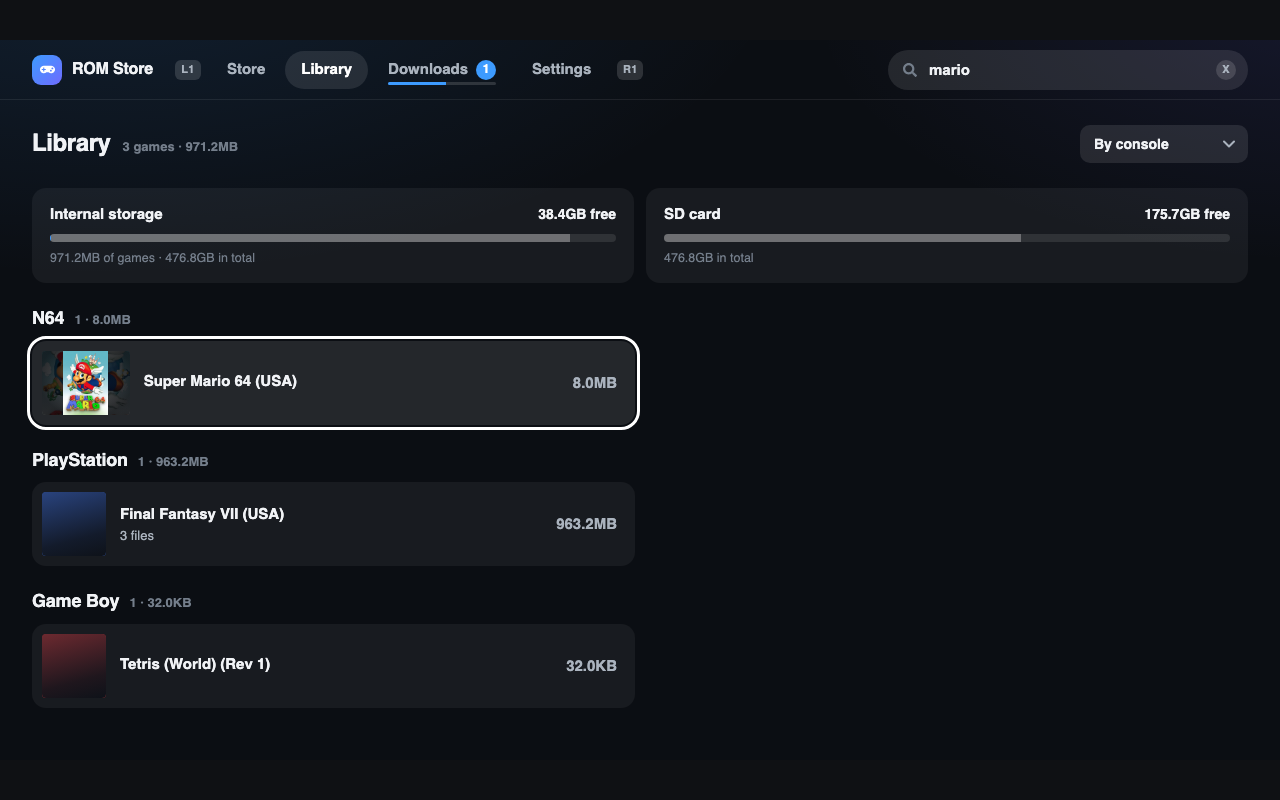 ROM Store L1 Store Library Downloads 1 Settings R1 mario X
Library 3 games · 971.2MB By console
Internal storage 38.4GB free
971.2MB of games · 476.8GB in total
SD card 175.7GB free
476.8GB in total
N64 1 · 8.0MB
Super Mario 64 (USA) 8.0MB
PlayStation 1 · 963.2MB
Final Fantasy VII (USA)
3 files
963.2MB
Game Boy 1 · 32.0KB
Tetris (World) (Rev 1) 32.0KB